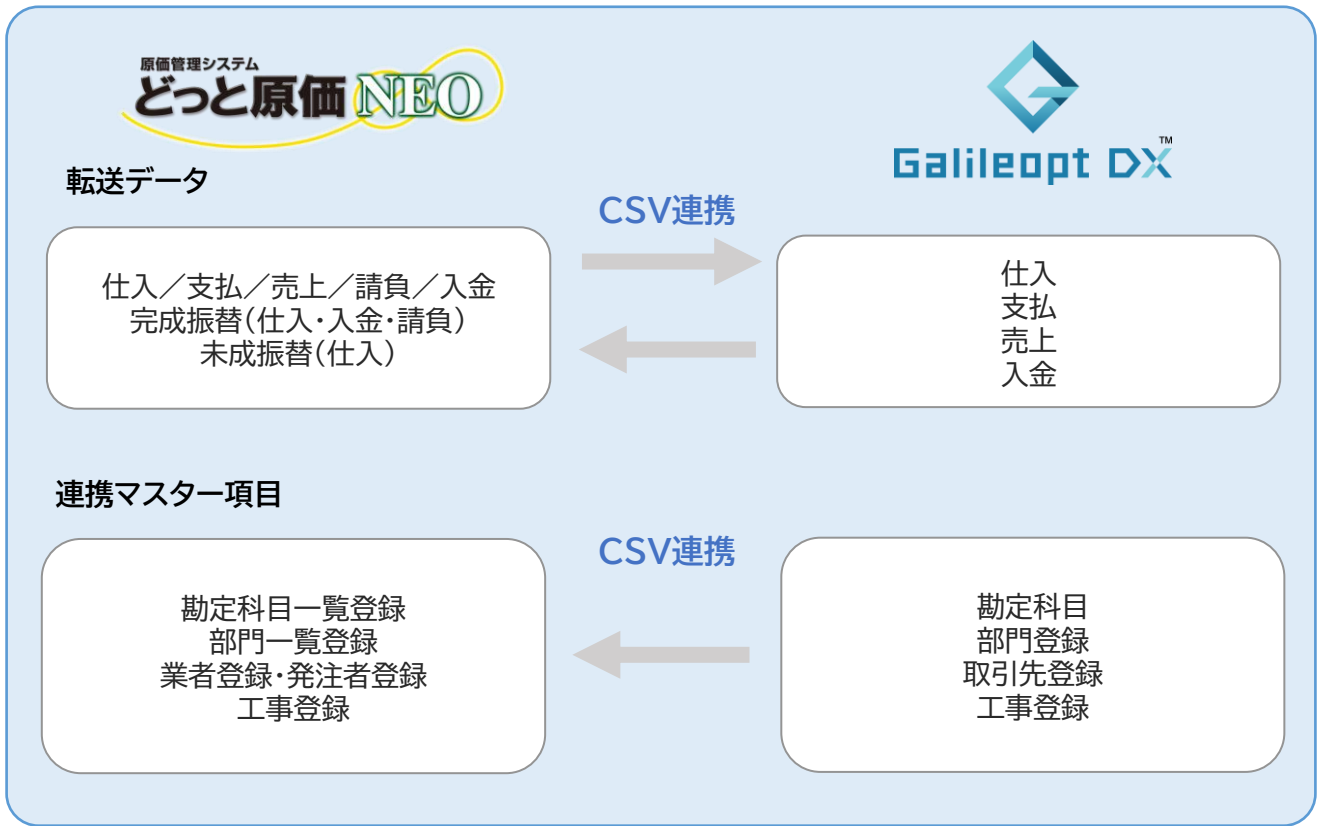 原価管理システム
どっと原価 NEO
Galileopt DX™
転送データ
CSV連携
仕入／支払／売上／請負／入金
完成振替(仕入・入金・請負)
未成振替(仕入)
仕入
支払
売上
入金
連携マスター項目
CSV連携
勘定科目一覧登録
部門一覧登録
業者登録・発注者登録
工事登録
勘定科目
部門登録
取引先登録
工事登録